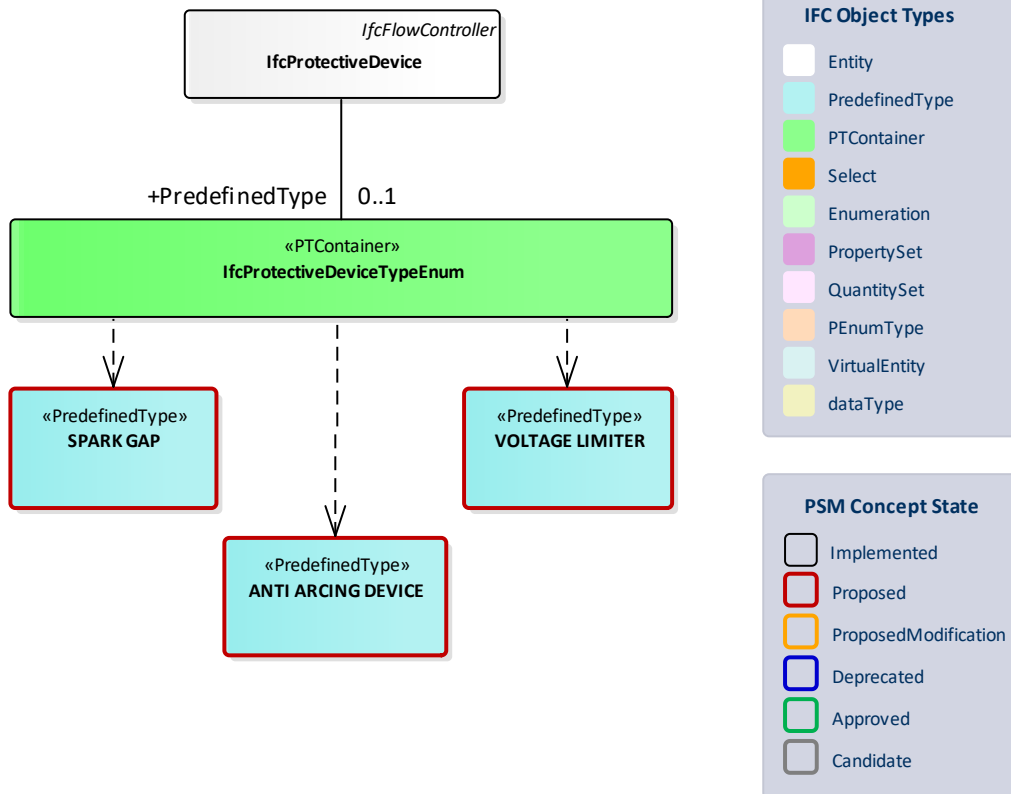 IfcFlowController
IfcProtectiveDevice
+PredefinedType 0..1
«PTContainer»
IfcProtectiveDeviceTypeEnum
«PredefinedType»
SPARK GAP
«PredefinedType»
VOLTAGE LIMITER
«PredefinedType»
ANTI ARCING DEVICE
IFC Object Types
Entity
PredefinedType
PTContainer
Select
Enumeration
PropertySet
QuantitySet
PEnumType
VirtualEntity
dataType
PSM Concept State
Implemented
Proposed
ProposedModification
Deprecated
Approved
Candidate